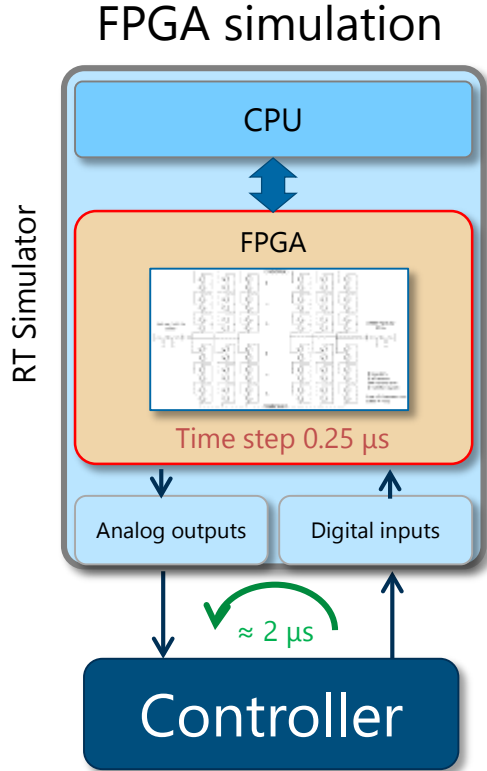 FPGA simulation
RT Simulator
CPU
FPGA
Time step 0.25 µs
Analog outputs
Digital inputs
≈ 2 µs
Controller